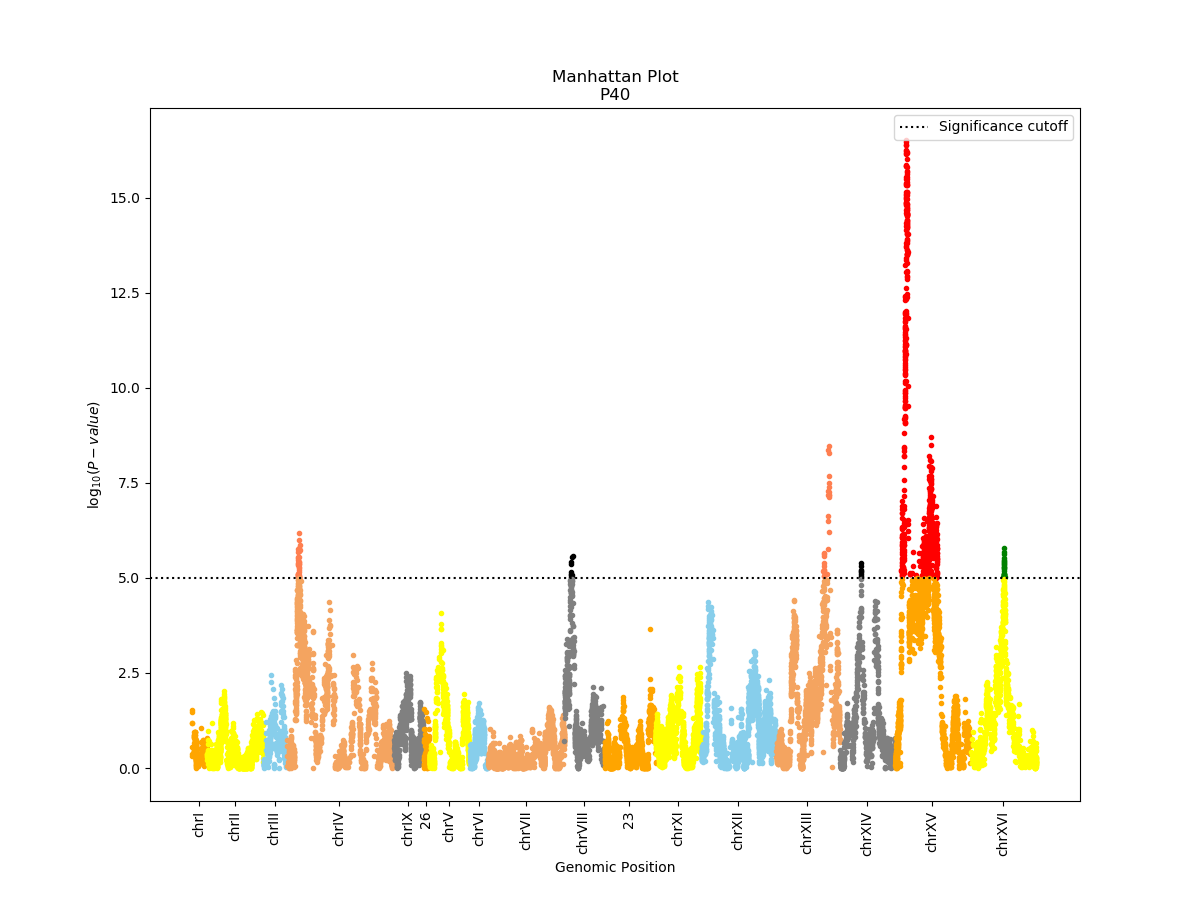 Manhattan Plot
P40
Significance cutoff
log10(P − value)
15.0
12.5
10.0
7.5
5.0
2.5
0.0
chrI
chrII
chrIII
chrIV
chrIX
26
chrV
chrVI
chrVII
chrVIII
23
chrXI
chrXII
chrXIII
chrXIV
chrXV
chrXVI
Genomic Position